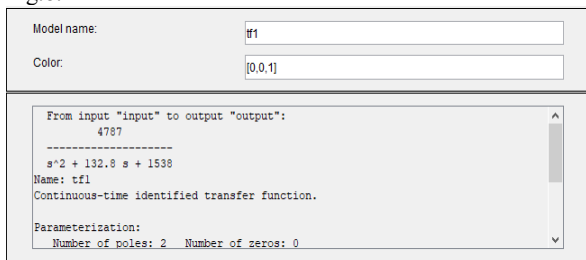 Model name:
tf1
Color:
[0,0,1]
From input "input" to output "output":
4787
--------------------
s^2 + 132.8 s + 1538
Name: tf1
Continuous-time identified transfer function.
Parameterization:
Number of poles: 2   Number of zeros: 0